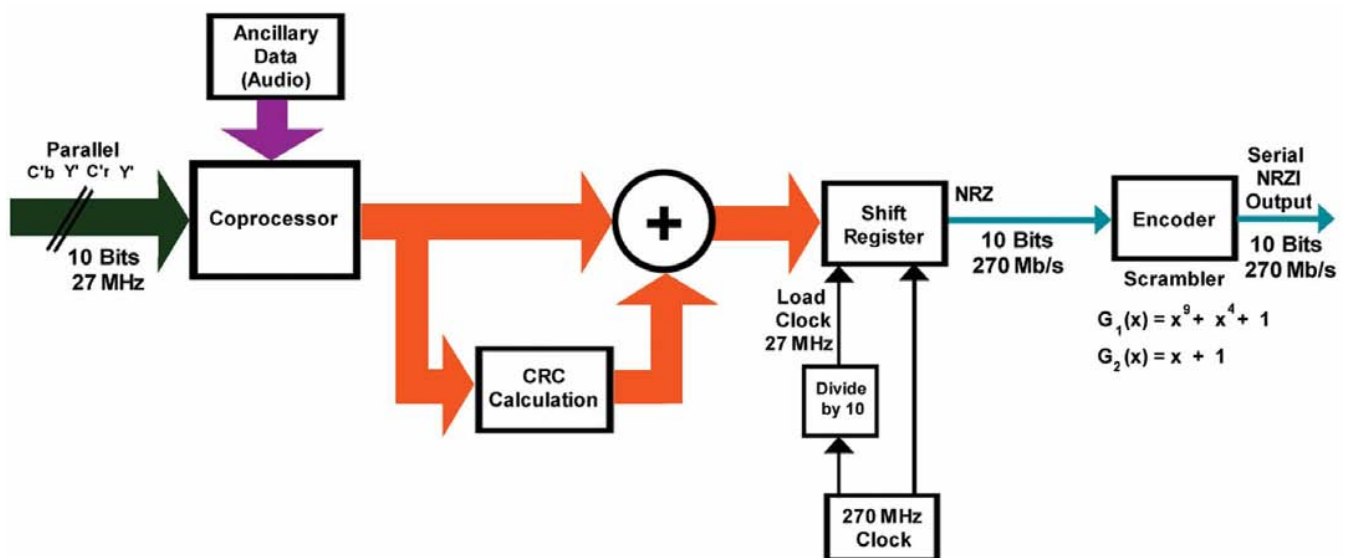 Ancillary
Data
(Audio)
Parallel
C'b Y' C'r Y'
10 Bits
27 MHz
Coprocessor
+
CRC
Calculation
Shift
Register
Load
Clock
27 MHz
Divide
by 10
270 MHz
Clock
NRZ
10 Bits
270 Mb/s
Encoder
Scrambler
G₁(x) = x⁹ + x⁴ + 1
G₂(x) = x + 1
Serial
NRZI
Output
10 Bits
270 Mb/s